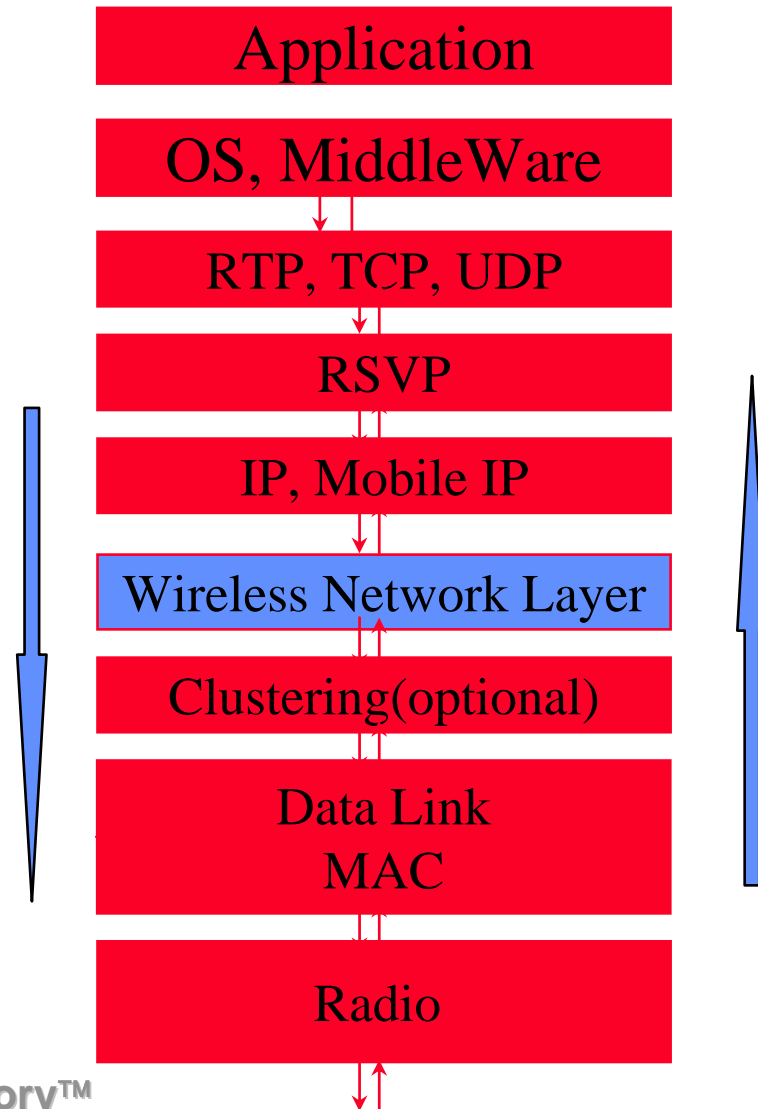 Application
OS, MiddleWare
RTP, TCP, UDP
RSVP
IP, Mobile IP
Wireless Network Layer
Clustering(optional)
Data Link
MAC
Radio